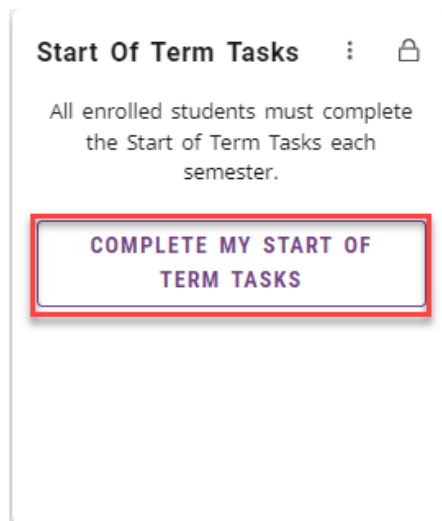 Start Of Term Tasks
All enrolled students must complete
the Start of Term Tasks each
semester.
COMPLETE MY START OF
TERM TASKS